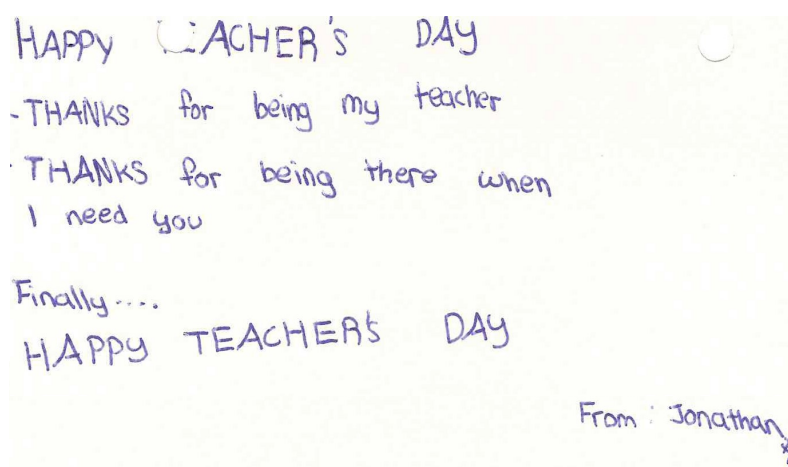 HAPPY TEACHER'S DAY
-THANKS for being my teacher
- THANKS for being there when
I need you
Finally....
HAPPY TEACHER'S DAY
From : Jonathan